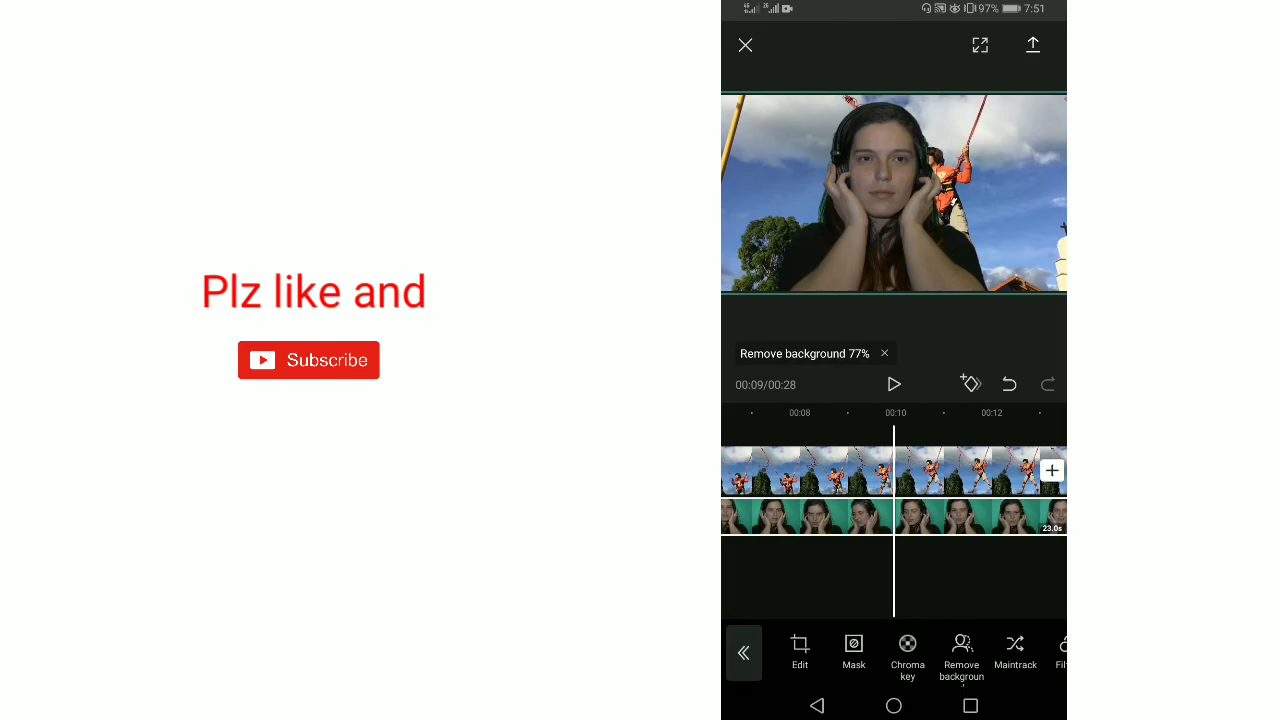 Plz like and
Subscribe
97% 7:51
Remove background 77%
00:09/00:28
00:08
00:10
00:12
23.0s
Edit
Mask
Chroma
key
Remove
backgroun
Maintrack